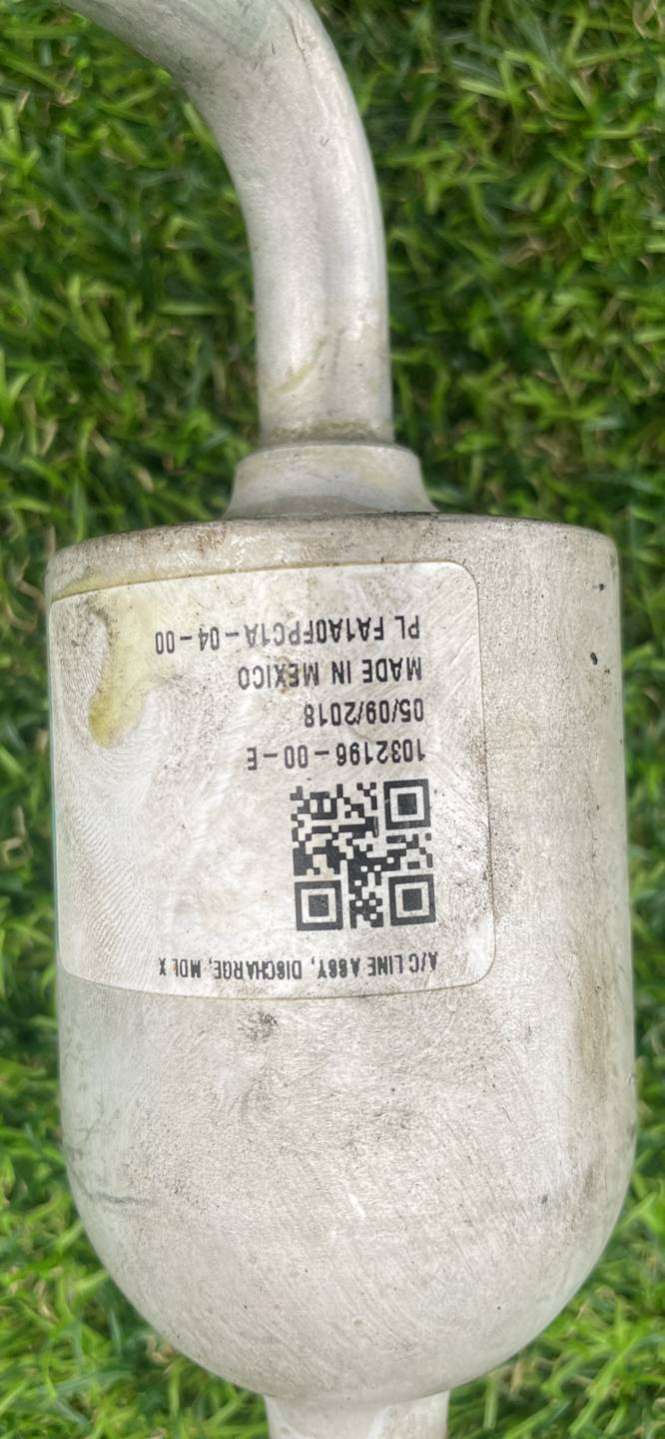 A/C LINE ASSY, DISCHARGE, MDL X
1032196-00-E
05/09/2018
MADE IN MEXICO
PL FA1A0FPC1A-04-00